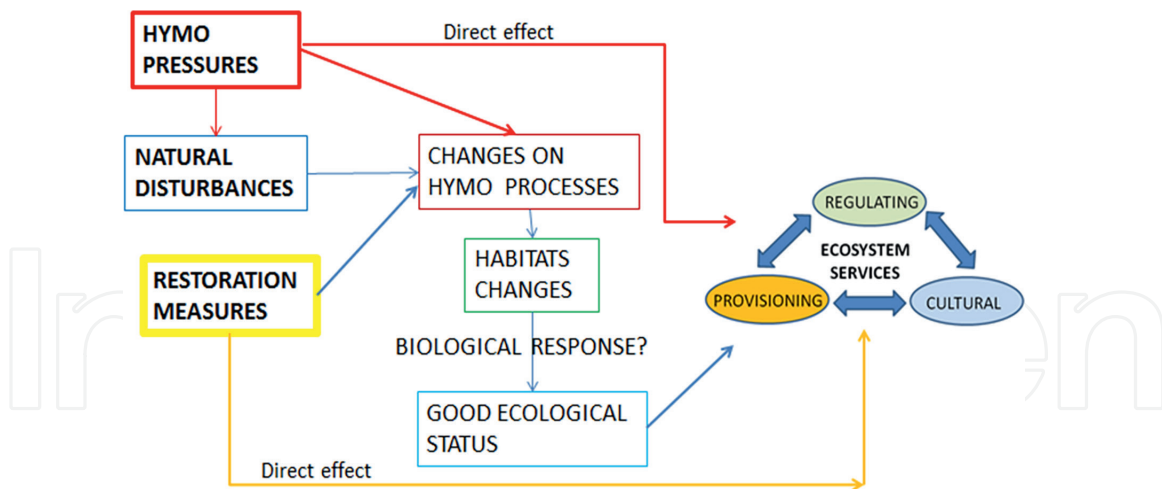 HYMO
PRESSURES
Direct effect
NATURAL
DISTURBANCES
CHANGES ON
HYMO PROCESSES
REGULATING
ECOSYSTEM
SERVICES
PROVISIONING
CULTURAL
RESTORATION
MEASURES
HABITATS
CHANGES
BIOLOGICAL RESPONSE?
GOOD ECOLOGICAL
STATUS
Direct effect